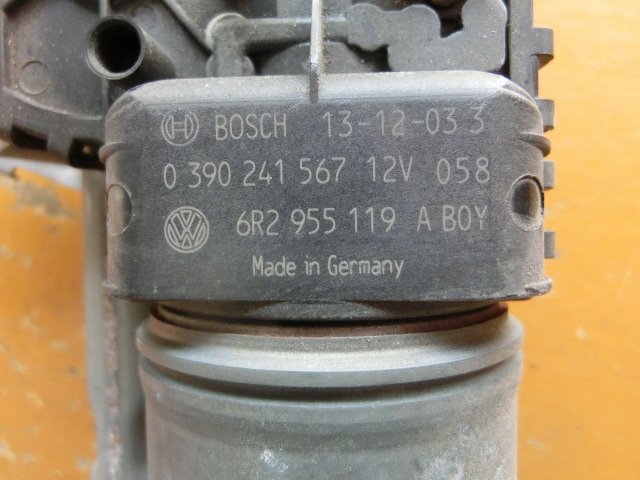 BOSCH 13-12-03 3
0 390 241 567 12V 058
6R2 955 119 A BOY
Made in Germany